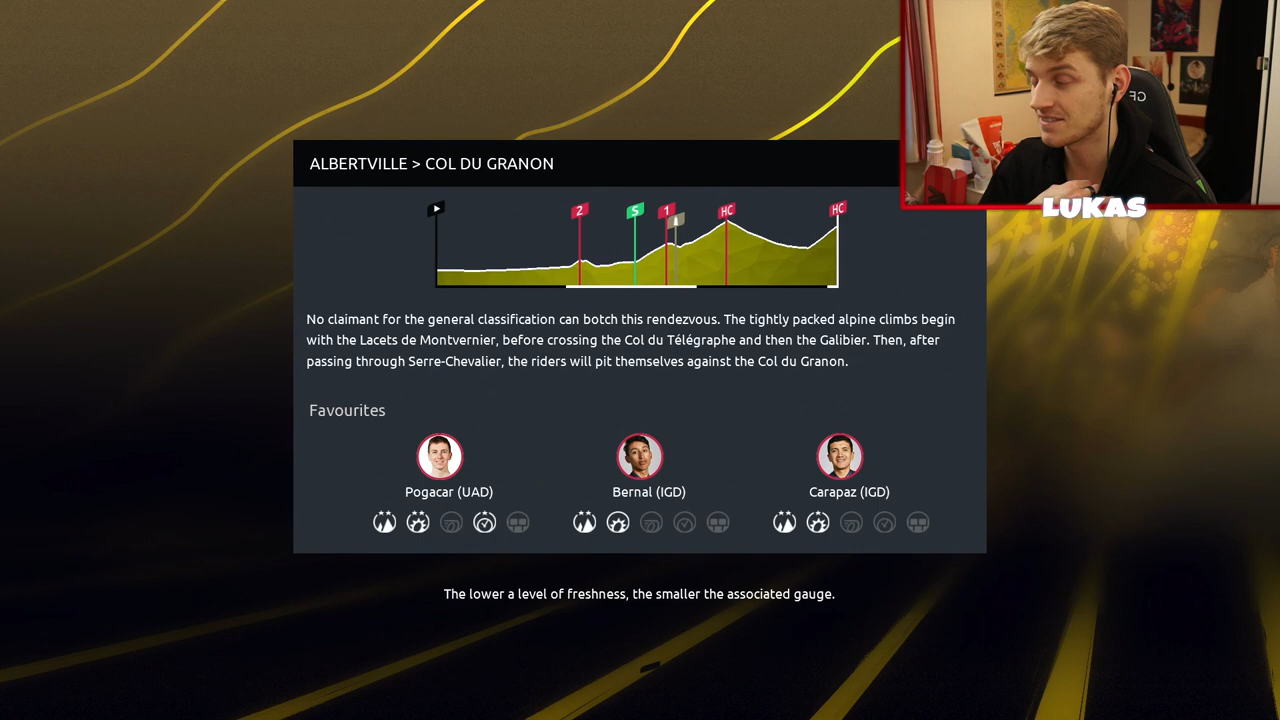 ALBERTVILLE > COL DU GRANON
LUKAS
2
S
1
HC
HC
No claimant for the general classification can botch this rendezvous. The tightly packed alpine climbs begin
with the Lacets de Montvernier, before crossing the Col du Télégraphe and then the Galibier. Then, after
passing through Serre-Chevalier, the riders will pit themselves against the Col du Granon.
Favourites
Pogacar (UAD)
Bernal (IGD)
Carapaz (IGD)
The lower a level of freshness, the smaller the associated gauge.